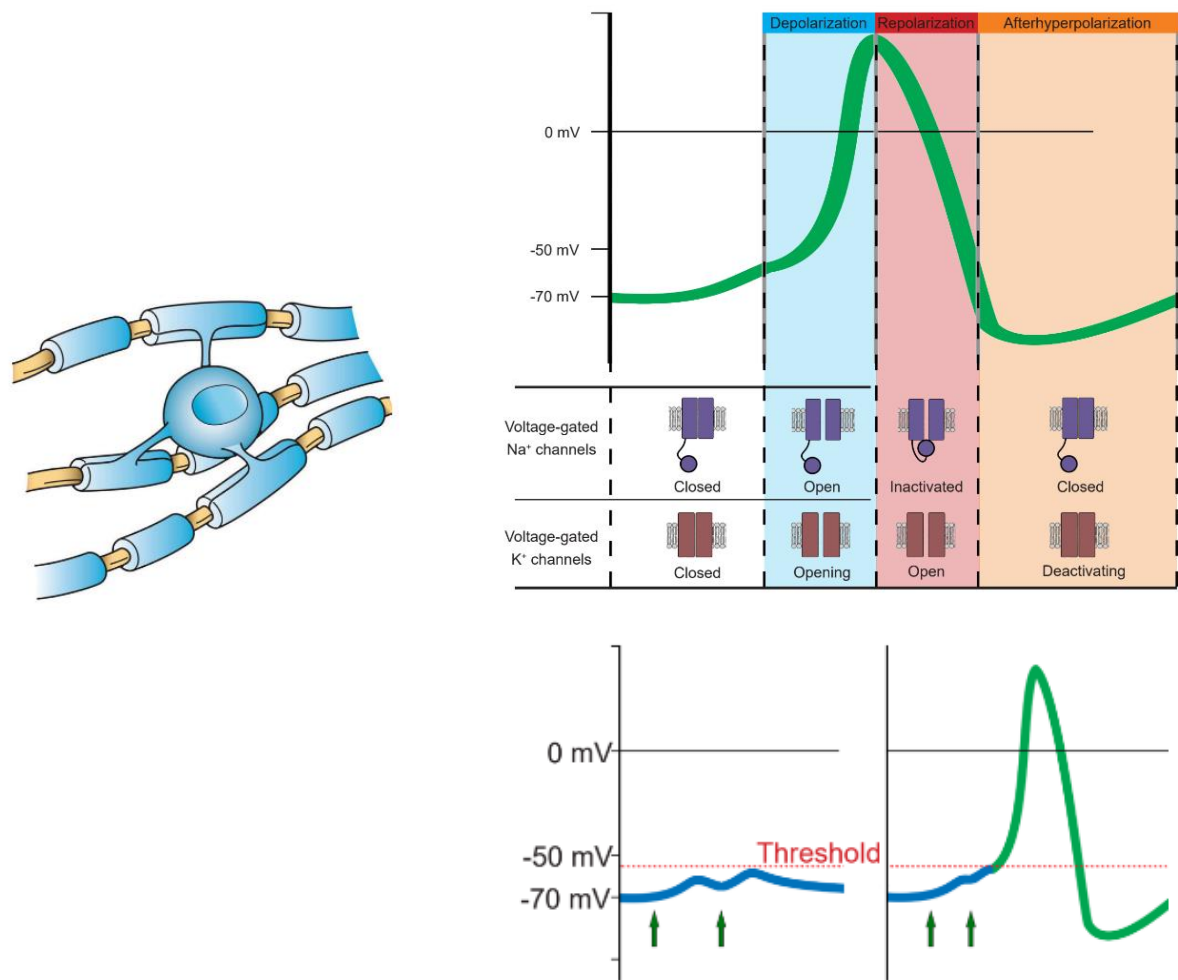 Depolarization Repolarization Afterhyperpolarization
0 mV
-50 mV
-70 mV
Voltage-gated
Na⁺ channels
Closed Open Inactivated Closed
Voltage-gated
K⁺ channels
Closed Opening Open Deactivating
0 mV
-50 mV
Threshold
-70 mV